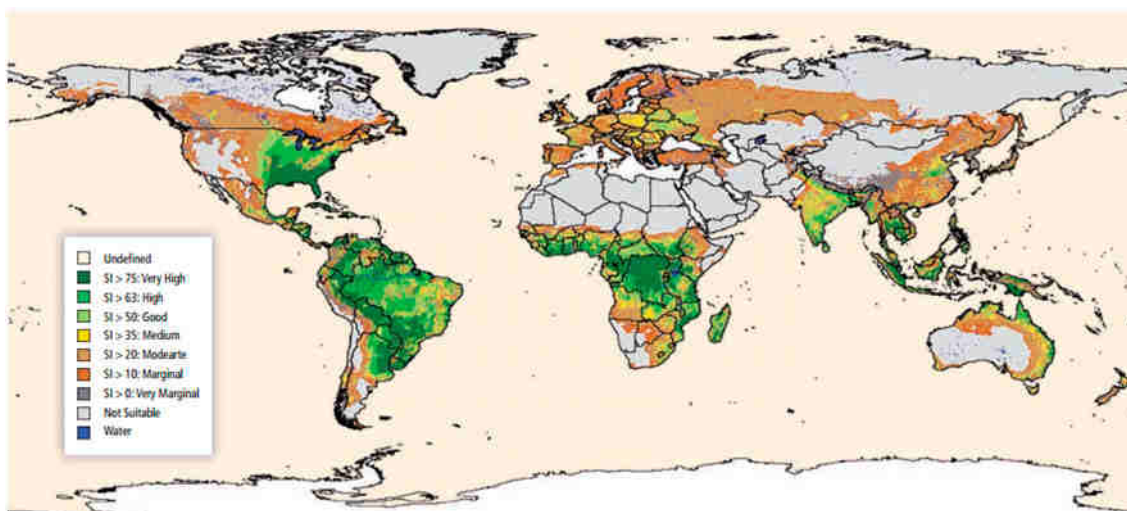 Undefined
SI > 75: Very High
SI > 63: High
SI > 50: Good
SI > 35: Medium
SI > 20: Modearte
SI > 10: Marginal
SI > 0: Very Marginal
Not Suitable
Water